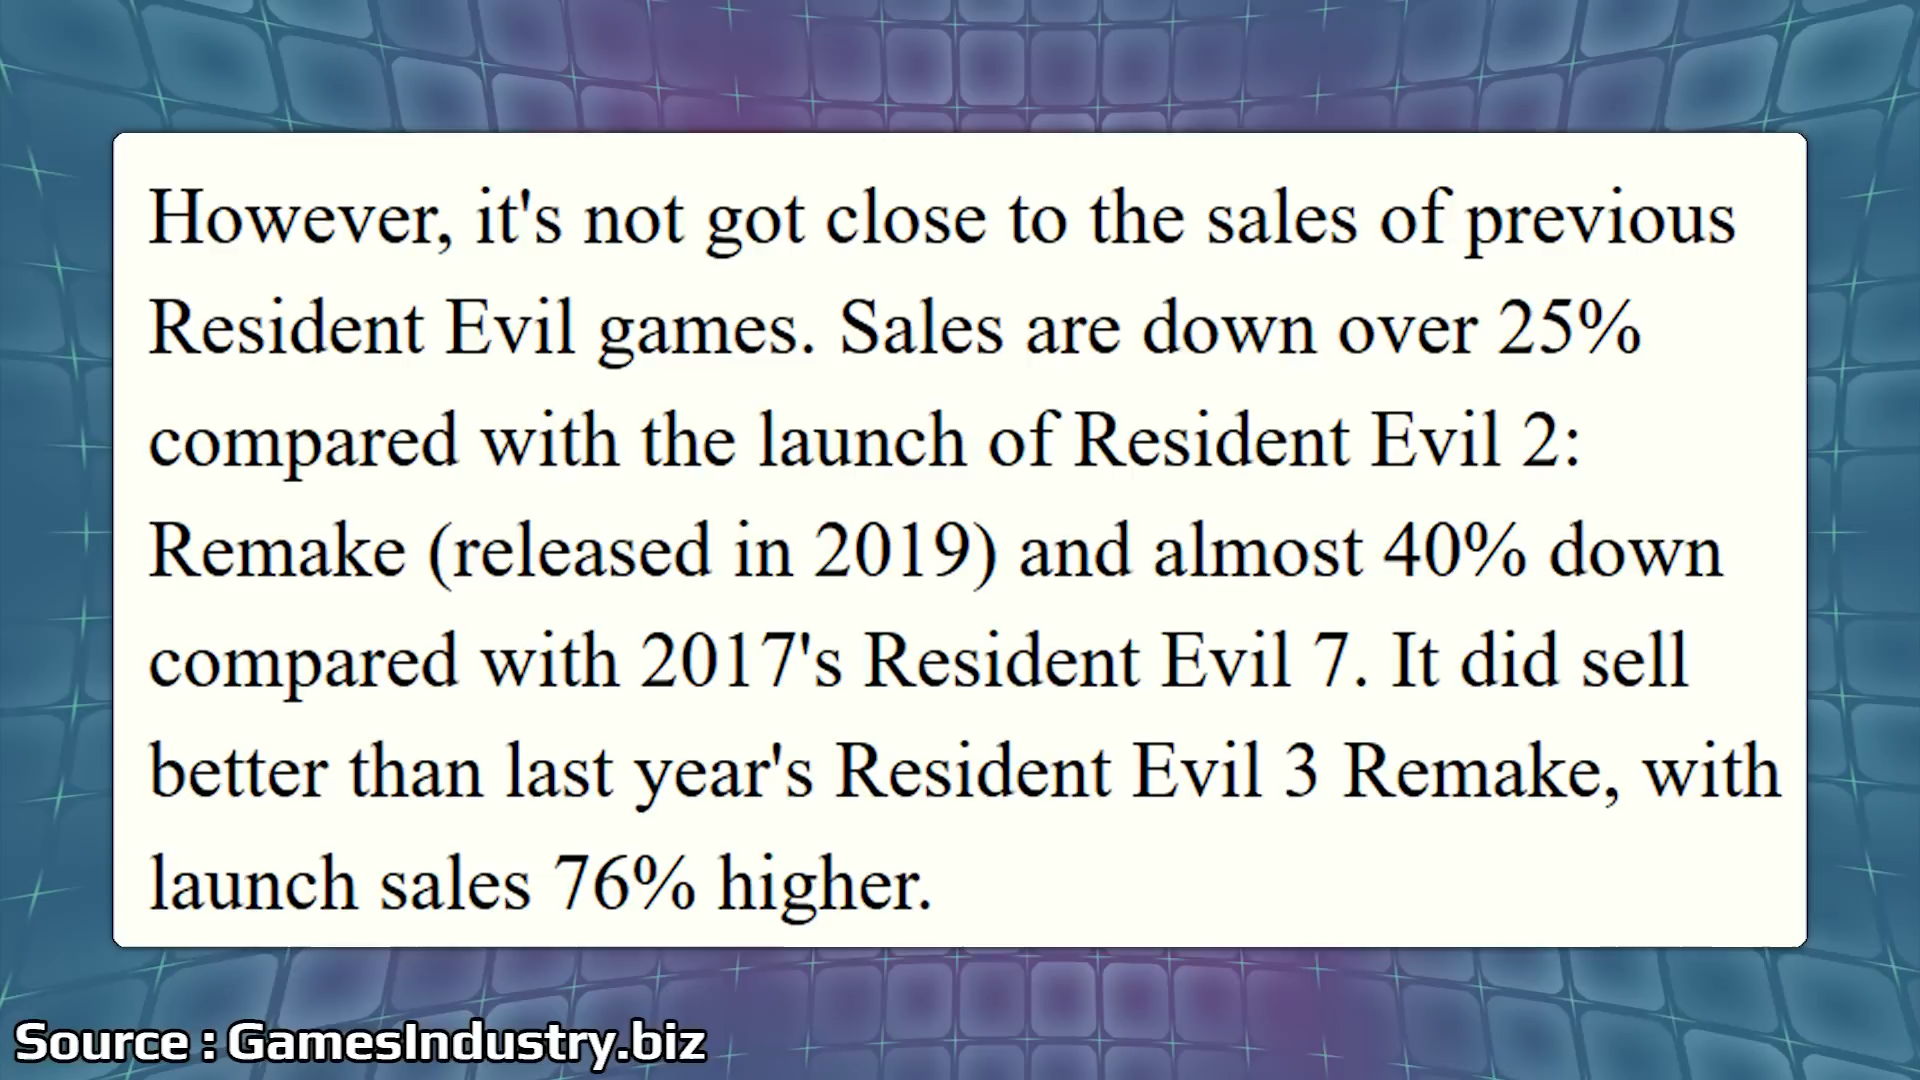 However, it's not got close to the sales of previous
Resident Evil games. Sales are down over 25%
compared with the launch of Resident Evil 2:
Remake (released in 2019) and almost 40% down
compared with 2017's Resident Evil 7. It did sell
better than last year's Resident Evil 3 Remake, with
launch sales 76% higher.
Source : GamesIndustry.biz